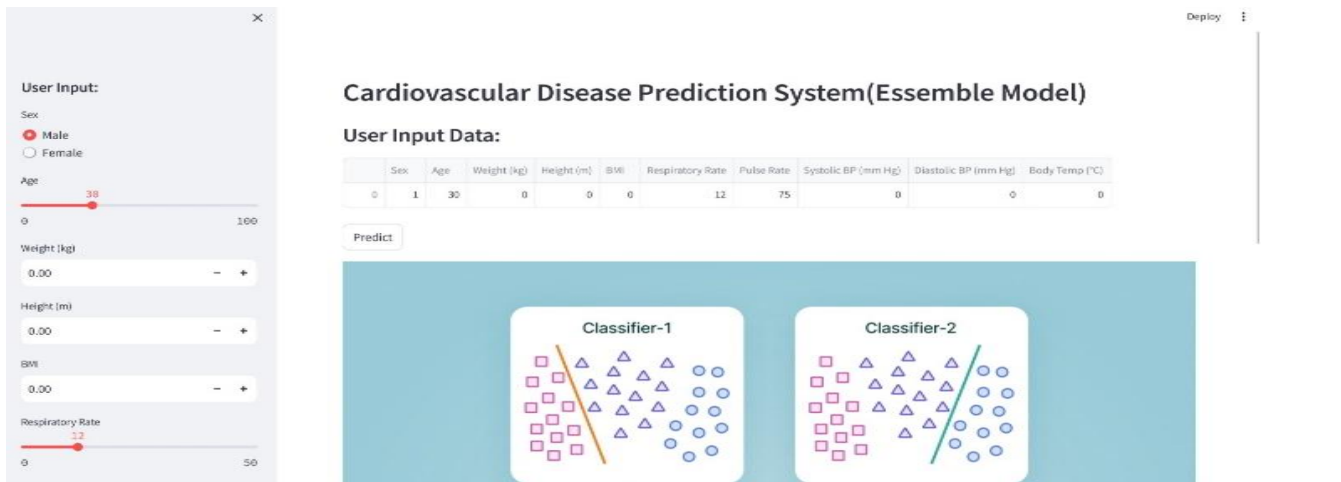 Deploy
User Input:
Sex
Male
Female
Age
38
0 100
Weight (kg)
0.00 - +
Height (m)
0.00 - +
BMI
0.00 - +
Respiratory Rate
12
0 50
Cardiovascular Disease Prediction System(Essemble Model)
User Input Data:
Sex Age Weight (kg) Height (m) BMI Respiratory Rate Pulse Rate Systolic BP (mm Hg) Diastolic BP (mm Hg) Body Temp (°C)
0 1 30 0 0 0 12 75 0 0 0
Predict
Classifier-1 Classifier-2